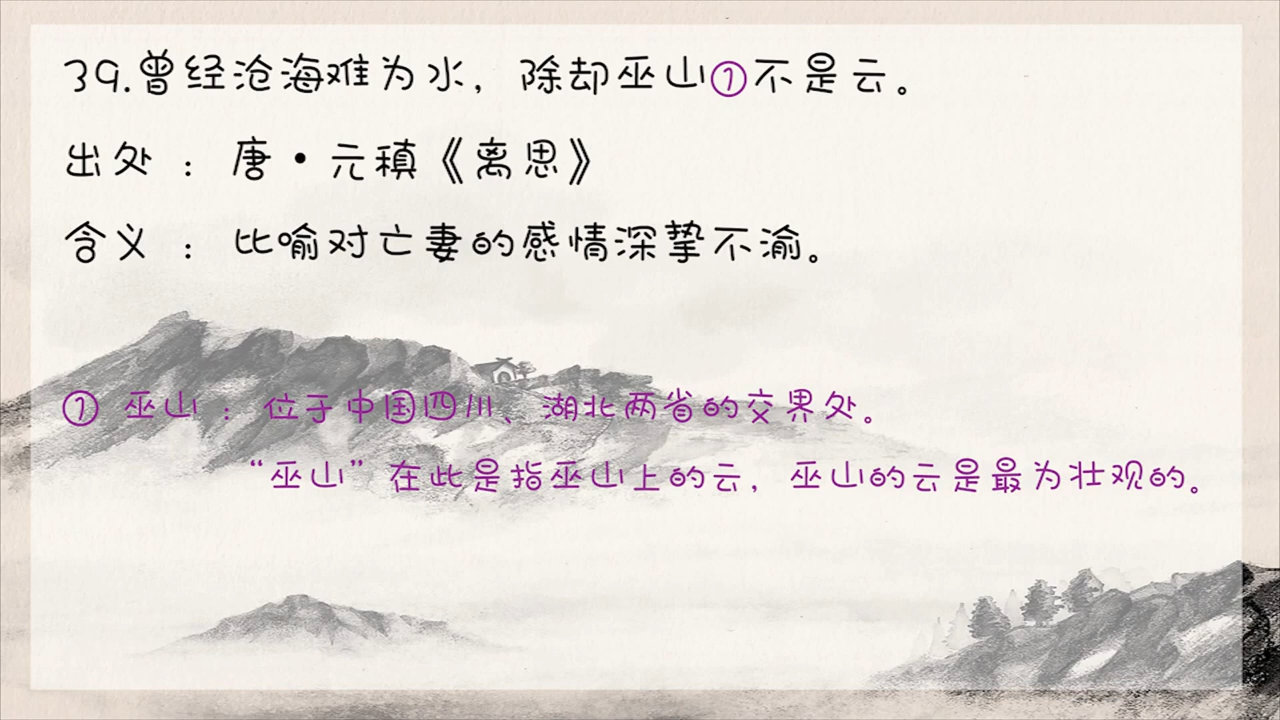 39.曾经沧海难为水，除却巫山①不是云。
出处 ： 唐·元稹《离思》
含义 ： 比喻对亡妻的感情深挚不渝。
① 巫山 ： 位于中国四川、湖北两省的交界处。
“巫山”在此是指巫山上的云，巫山的云是最为壮观的。